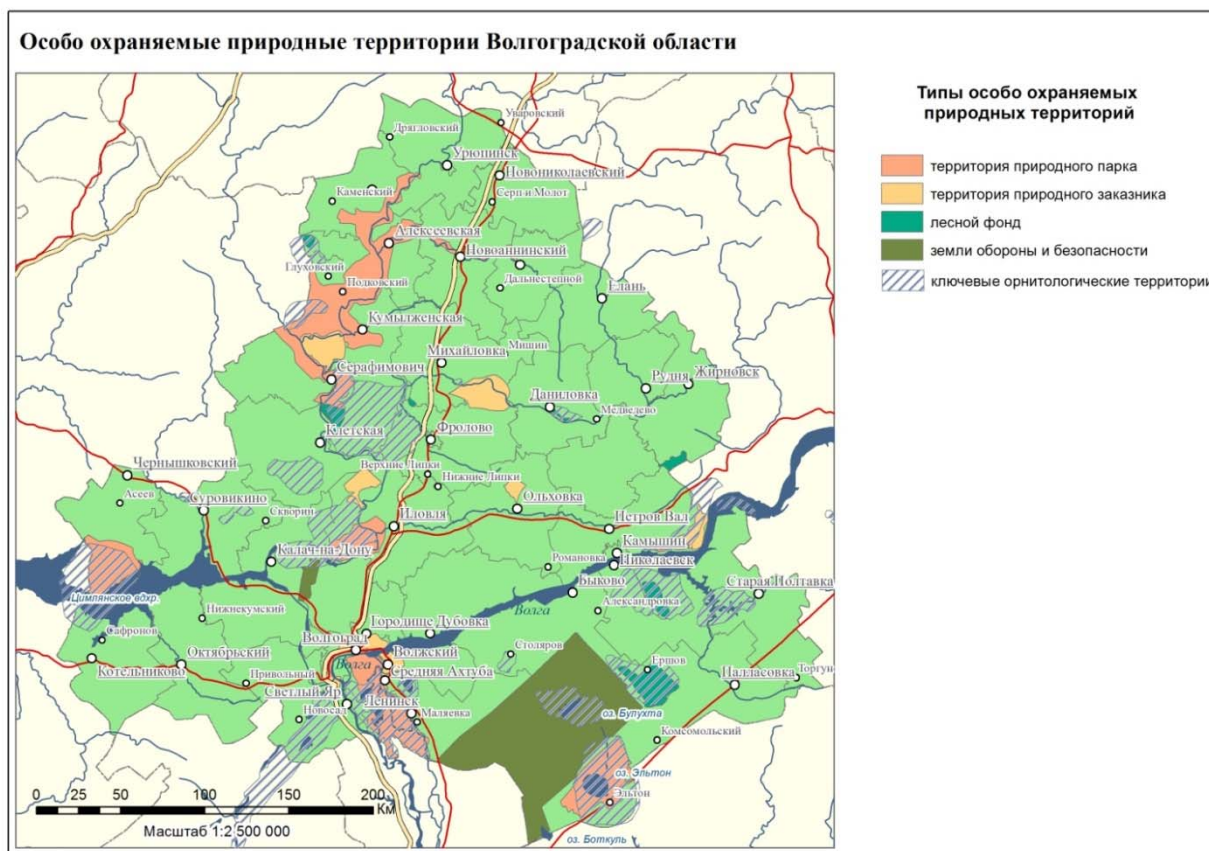 Особо охраняемые природные территории Волгоградской области
Типы особо охраняемых
природных территорий
территория природного парка
территория природного заказника
лесной фонд
земли обороны и безопасности
ключевые орнитологические территории
Уваровский
Дрягловский
Урюпинск
Новониколаевский
Каменский
Серп и Молот
Алексеевская
Новоаннинский
Глуховский
Подковский
Дальнестепной
Елань
Кумылженская
Михайловка
Мишин
Серафимович
Рудня
Жирновск
Даниловка
Медведево
Клетская
Фролово
Чернышковский
Верхние Липки
Нижние Липки
Асеев
Суровикино
Скворин
Ольховка
Иловля
Петров Вал
Калач-на-Дону
Камышин
Романовка
Николаевск
Цимлянское вдхр.
Быково
Старая Полтавка
Нижнекумский
Волга
Александровка
Сафронов
Городище
Дубовка
Волгоград
Столяров
Котельниково
Октябрьский
Волга
Волжский
Ершов
Привольный
Средняя Ахтуба
Палласовка
Торгун
Светлый Яр
Ленинск
Новосад
Маляевка
оз. Булухта
Комсомольский
оз. Эльтон
Эльтон
0 25 50 100 150 200
Км
Масштаб 1:2 500 000
оз. Боткуль